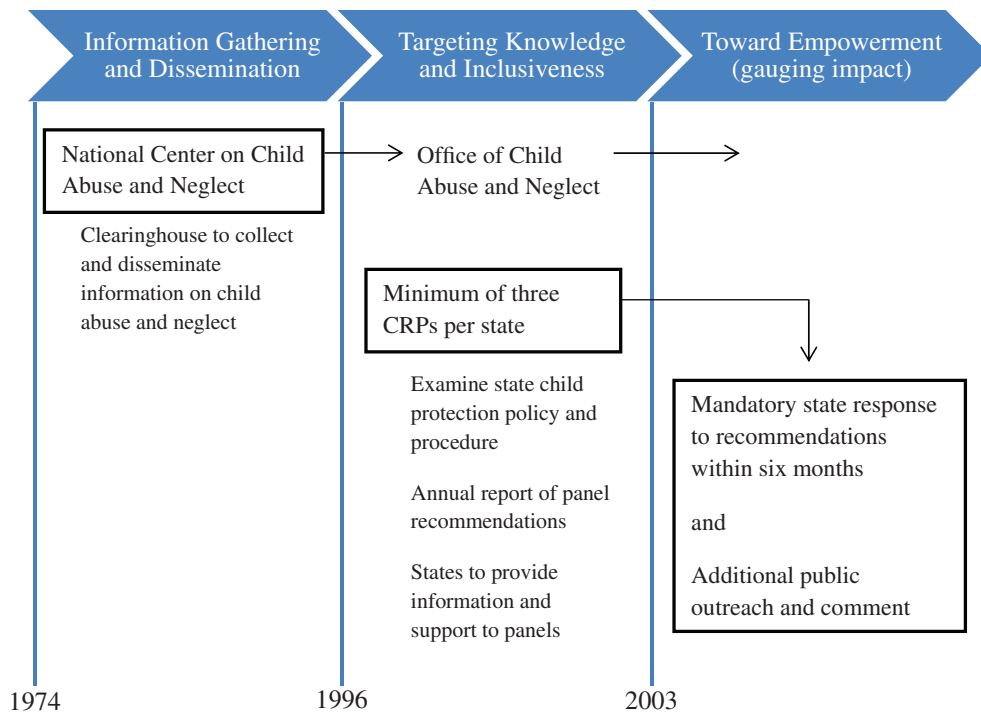 Information Gathering
and Dissemination
Targeting Knowledge
and Inclusiveness
Toward Empowerment
(gauging impact)
National Center on Child
Abuse and Neglect
Clearinghouse to collect
and disseminate
information on child
abuse and neglect
Office of Child
Abuse and Neglect
Minimum of three
CRPs per state
Examine state child
protection policy and
procedure
Annual report of panel
recommendations
States to provide
information and
support to panels
Mandatory state response
to recommendations
within six months
and
Additional public
outreach and comment
1974
1996
2003